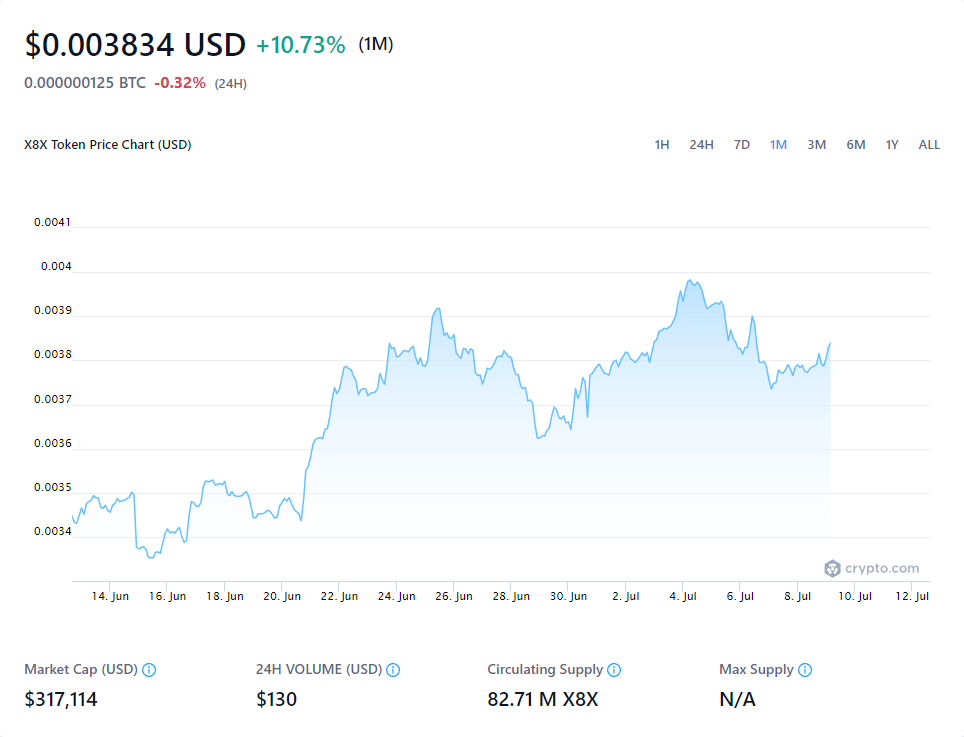 $0.003834 USD +10.73% (1M)
0.000000125 BTC -0.32% (24H)
X8X Token Price Chart (USD)
1H 24H 7D 1M 3M 6M 1Y ALL
0.0041
0.004
0.0039
0.0038
0.0037
0.0036
0.0035
0.0034
crypto.com
14. Jun 16. Jun 18. Jun 20. Jun 22. Jun 24. Jun 26. Jun 28. Jun 30. Jun 2. Jul 4. Jul 6. Jul 8. Jul 10. Jul 12. Jul
Market Cap (USD) 24H VOLUME (USD) Circulating Supply Max Supply
$317,114 $130 82.71 M X8X N/A